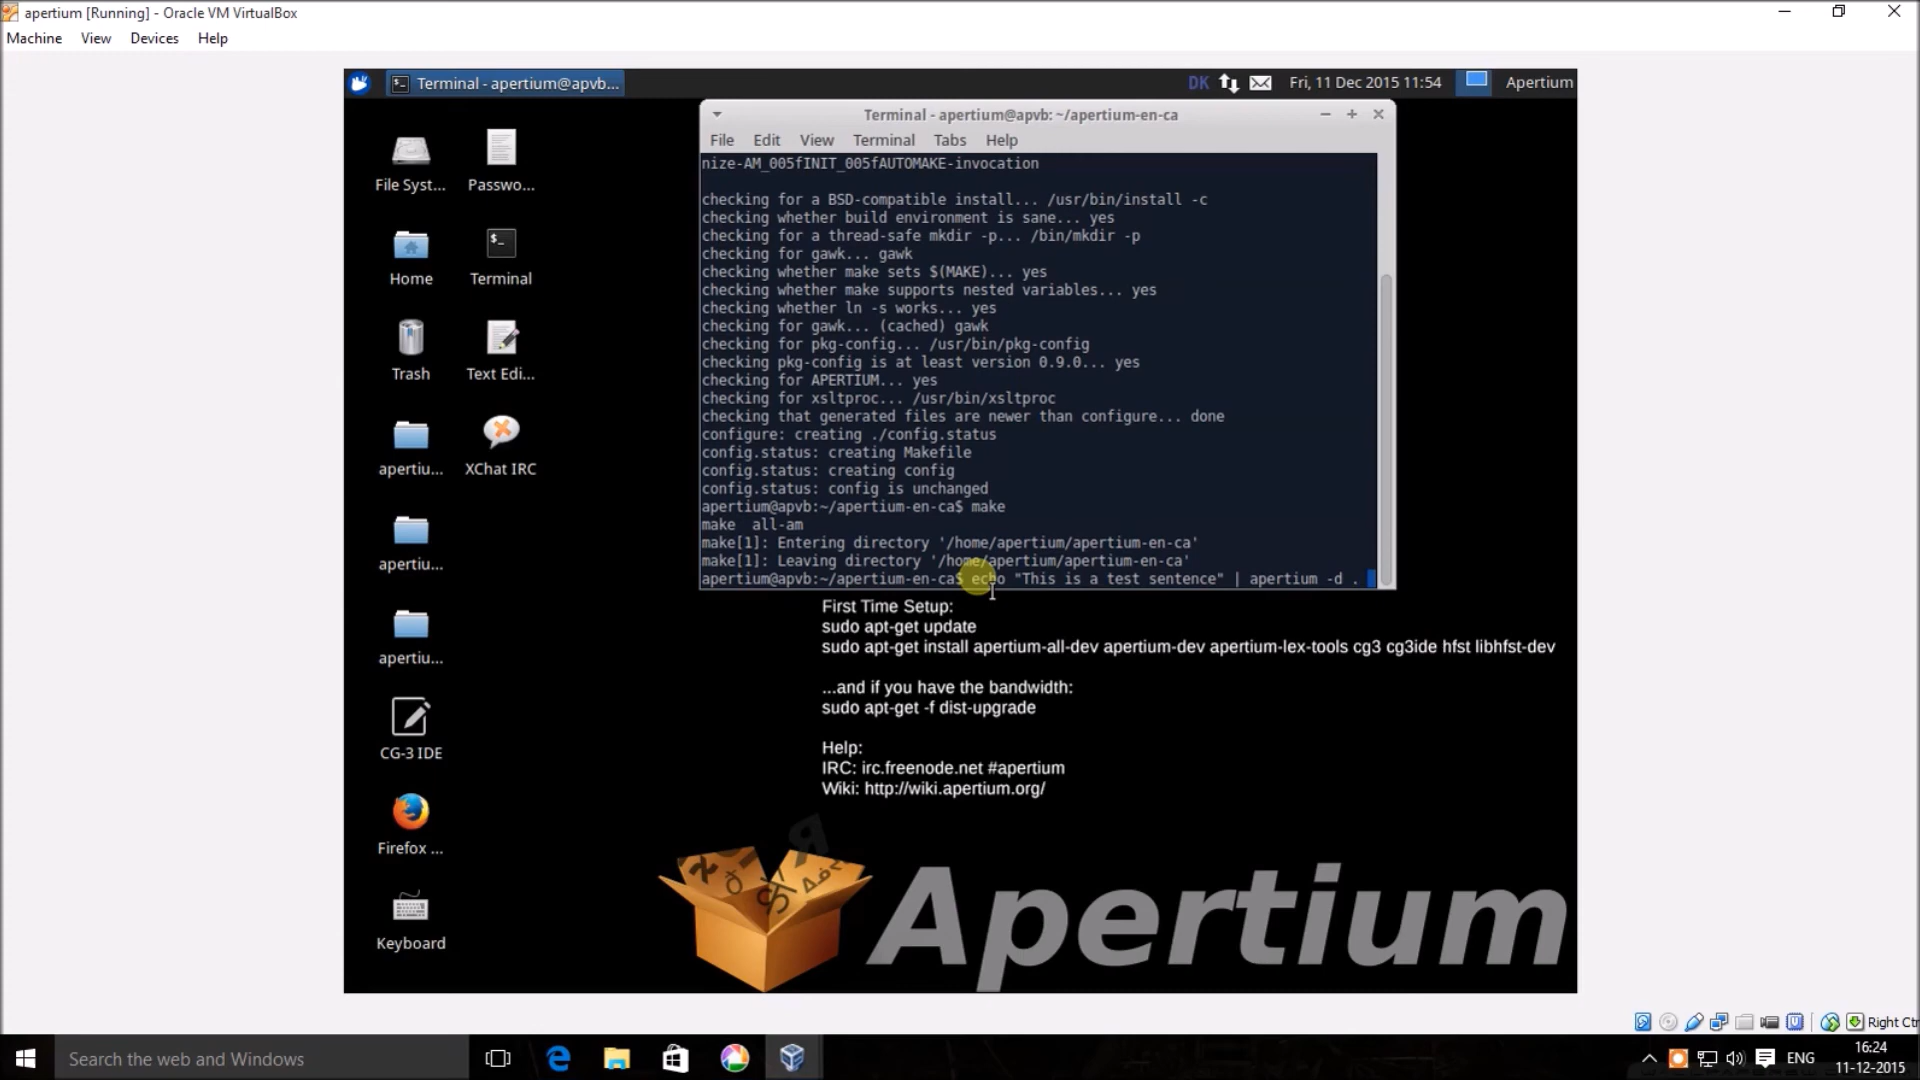 apertium [Running] - Oracle VM VirtualBox
Machine View Devices Help
Terminal - apertium@apvb...
DK
Fri, 11 Dec 2015 11:54
Apertium
Terminal - apertium@apvb: ~/apertium-en-ca
File Edit View Terminal Tabs Help
nize-AM_005fINIT_005fAUTOMAKE-invocation
checking for a BSD-compatible install... /usr/bin/install -c
checking whether build environment is sane... yes
checking for a thread-safe mkdir -p... /bin/mkdir -p
checking for gawk... gawk
checking whether make sets $(MAKE)... yes
checking whether make supports nested variables... yes
checking whether ln -s works... yes
checking for gawk... (cached) gawk
checking for pkg-config... /usr/bin/pkg-config
checking pkg-config is at least version 0.9.0... yes
checking for APERTIUM... yes
checking for xsltproc... /usr/bin/xsltproc
checking that generated files are newer than configure... done
configure: creating ./config.status
config.status: creating Makefile
config.status: creating config
config.status: config is unchanged
apertium@apvb:~/apertium-en-ca$ make
make  all-am
make[1]: Entering directory '/home/apertium/apertium-en-ca'
make[1]: Leaving directory '/home/apertium/apertium-en-ca'
apertium@apvb:~/apertium-en-ca$ echo "This is a test sentence" | apertium -d .
File Syst...
Passwo...
Home
Terminal
Trash
Text Edi...
apertiu...
XChat IRC
apertiu...
apertiu...
CG-3 IDE
Firefox ...
Keyboard
First Time Setup:
sudo apt-get update
sudo apt-get install apertium-all-dev apertium-dev apertium-lex-tools cg3 cg3ide hfst libhfst-dev
...and if you have the bandwidth:
sudo apt-get -f dist-upgrade
Help:
IRC: irc.freenode.net #apertium
Wiki: http://wiki.apertium.org/
Apertium
Right Ctr
Search the web and Windows
ENG
16:24
11-12-2015